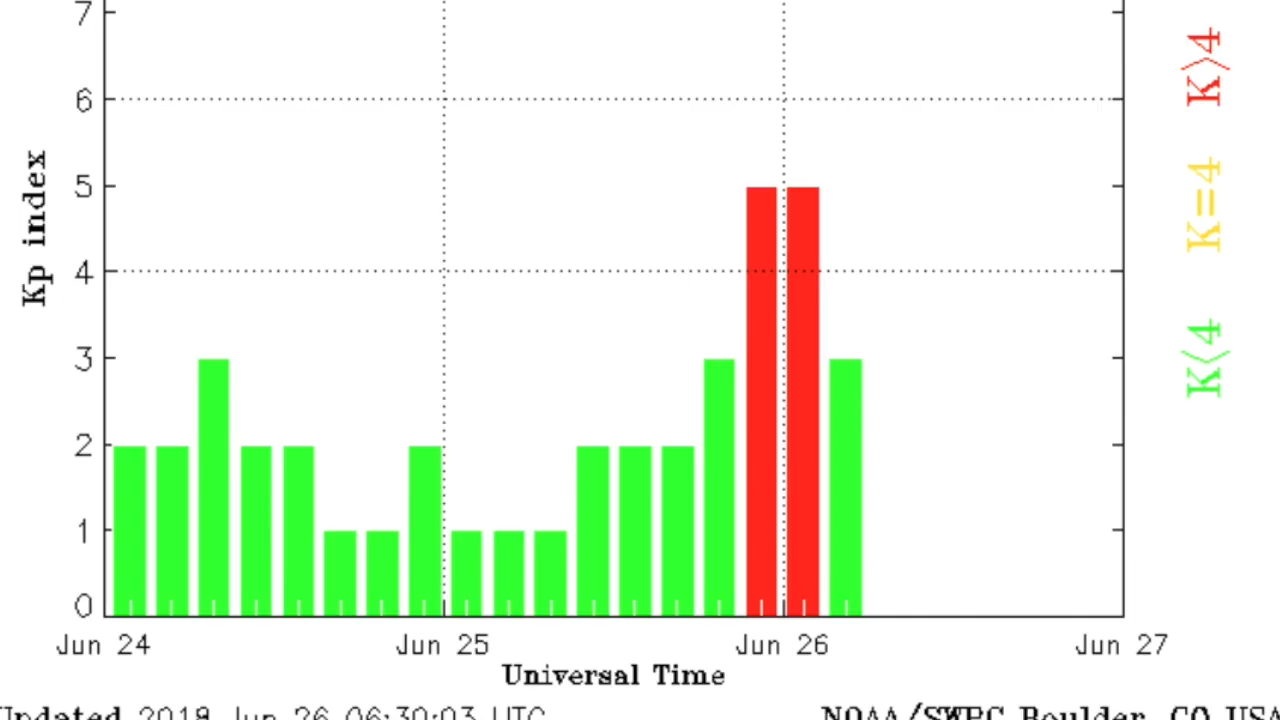 7
6
5
4
3
2
1
0
Kp index
Jun 24
Jun 25
Jun 26
Jun 27
Universal Time
Updated 2018 Jun 26 06:30:03 UTC
NOAA/SWPC Boulder, CO USA
K>4
K=4
K<4